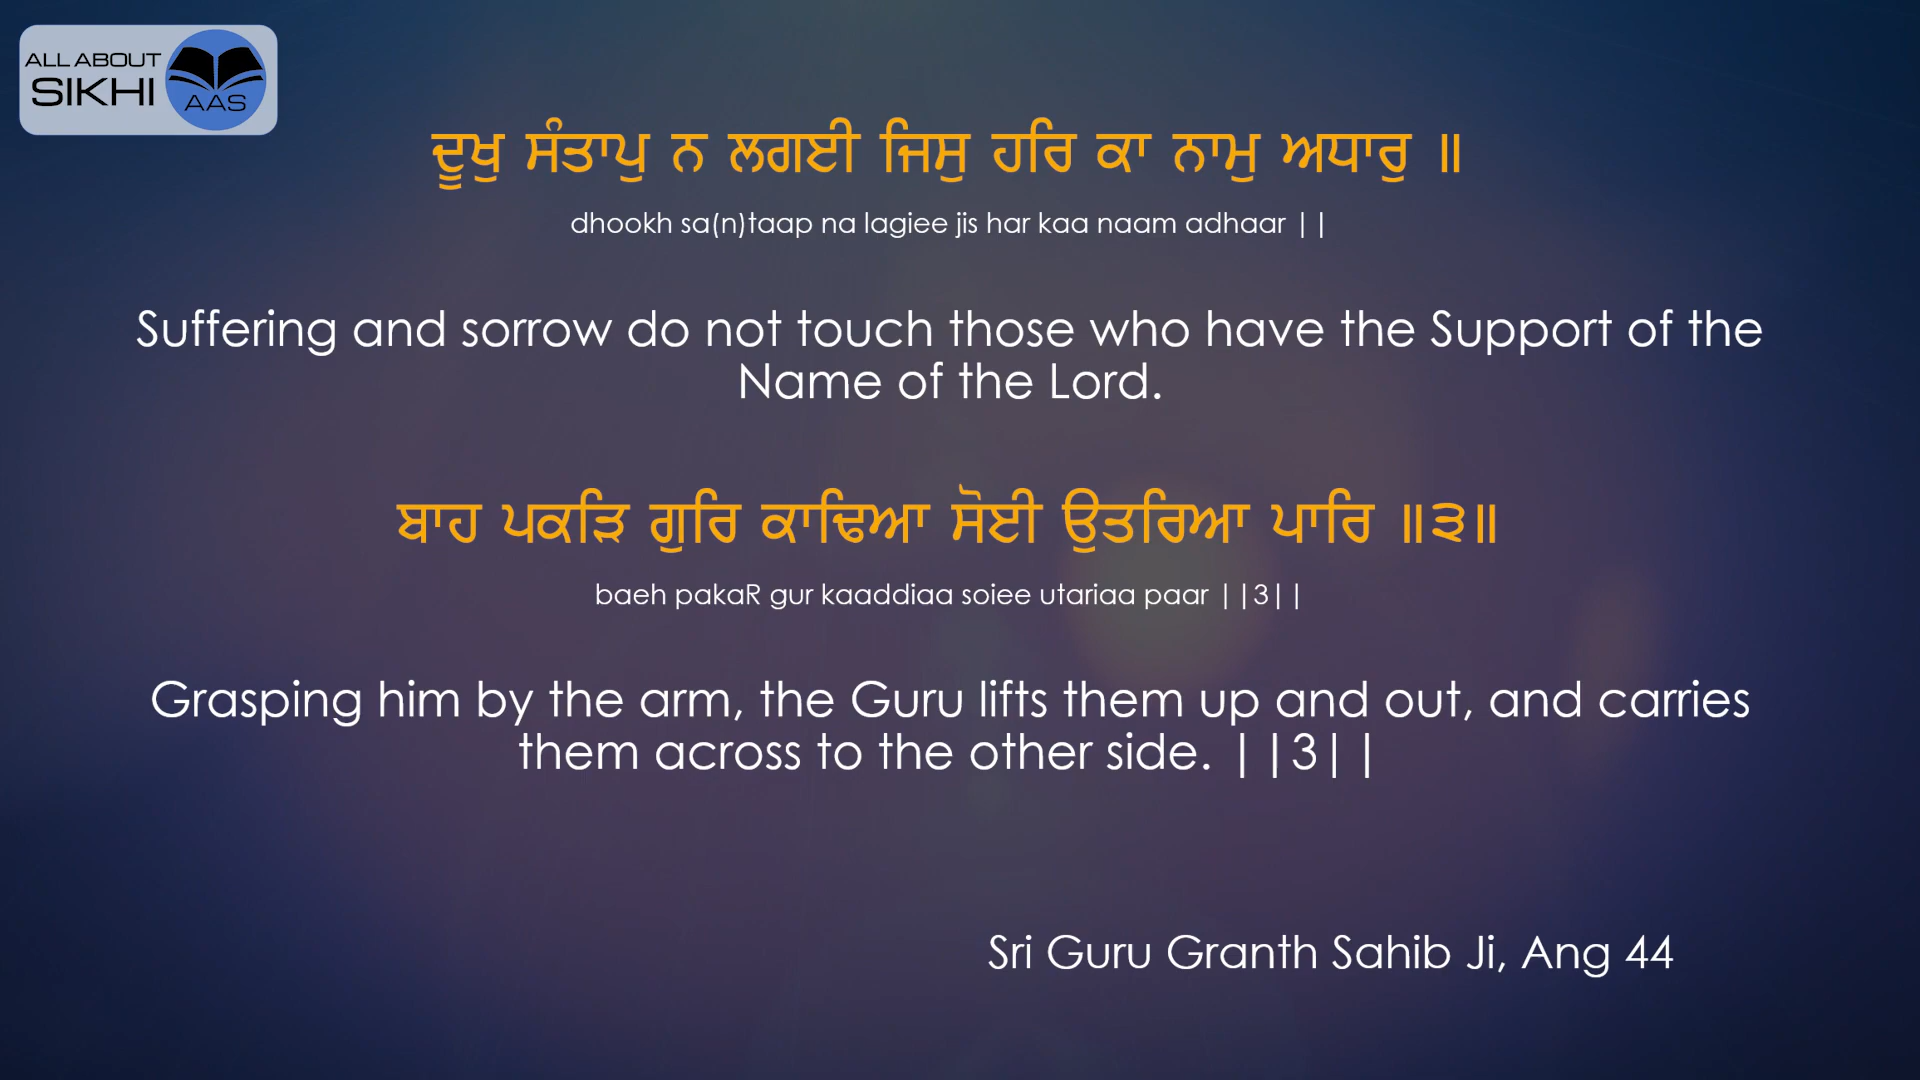 ALL ABOUT
SIKHI
AAS
ਦੂਖੁ ਸੰਤਾਪੁ ਨ ਲਗਈ ਜਿਸੁ ਹਰਿ ਕਾ ਨਾਮੁ ਅਧਾਰੁ ॥
dhookh sa(n)taap na lagiee jis har kaa naam adhaar ||
Suffering and sorrow do not touch those who have the Support of the
Name of the Lord.
ਬਾਹ ਪਕੜਿ ਗੁਰਿ ਕਾਢਿਆ ਸੋਈ ਉਤਰਿਆ ਪਾਰਿ ॥੩॥
baeh pakaR gur kaaddiaa soiee utariaa paar ||3||
Grasping him by the arm, the Guru lifts them up and out, and carries
them across to the other side. ||3||
Sri Guru Granth Sahib Ji, Ang 44